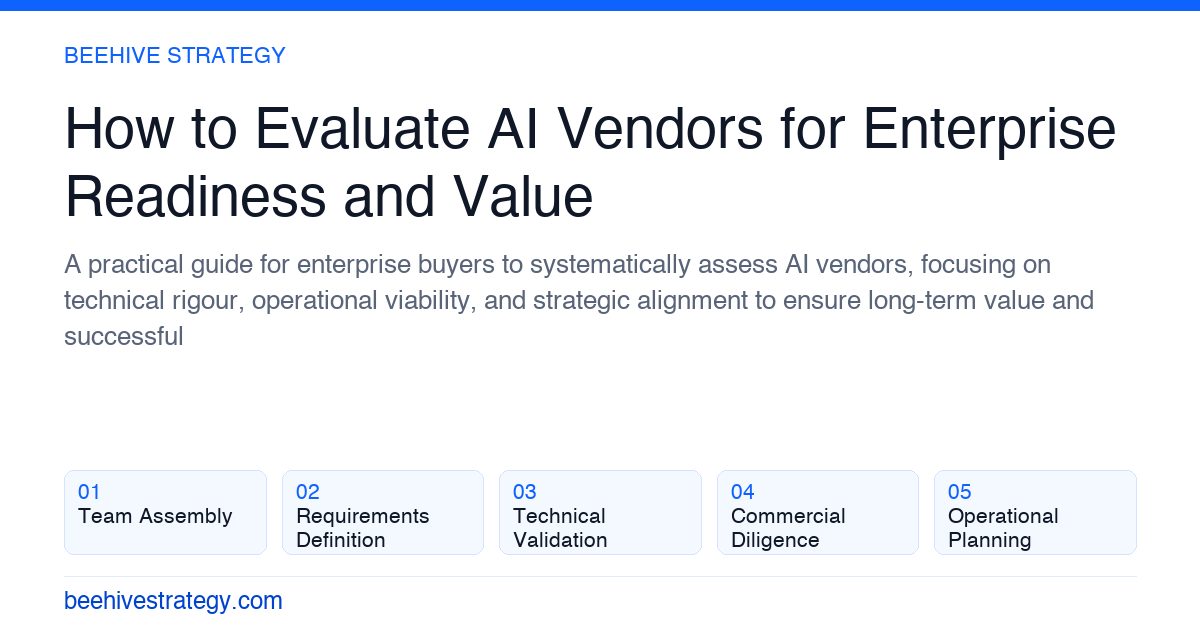 BEEHIVE STRATEGY
How to Evaluate AI Vendors for Enterprise
Readiness and Value
A practical guide for enterprise buyers to systematically assess AI vendors, focusing on
technical rigour, operational viability, and strategic alignment to ensure long-term value and
successful
01
Team Assembly
02
Requirements
Definition
03
Technical
Validation
04
Commercial
Diligence
05
Operational
Planning
beehivestrategy.com